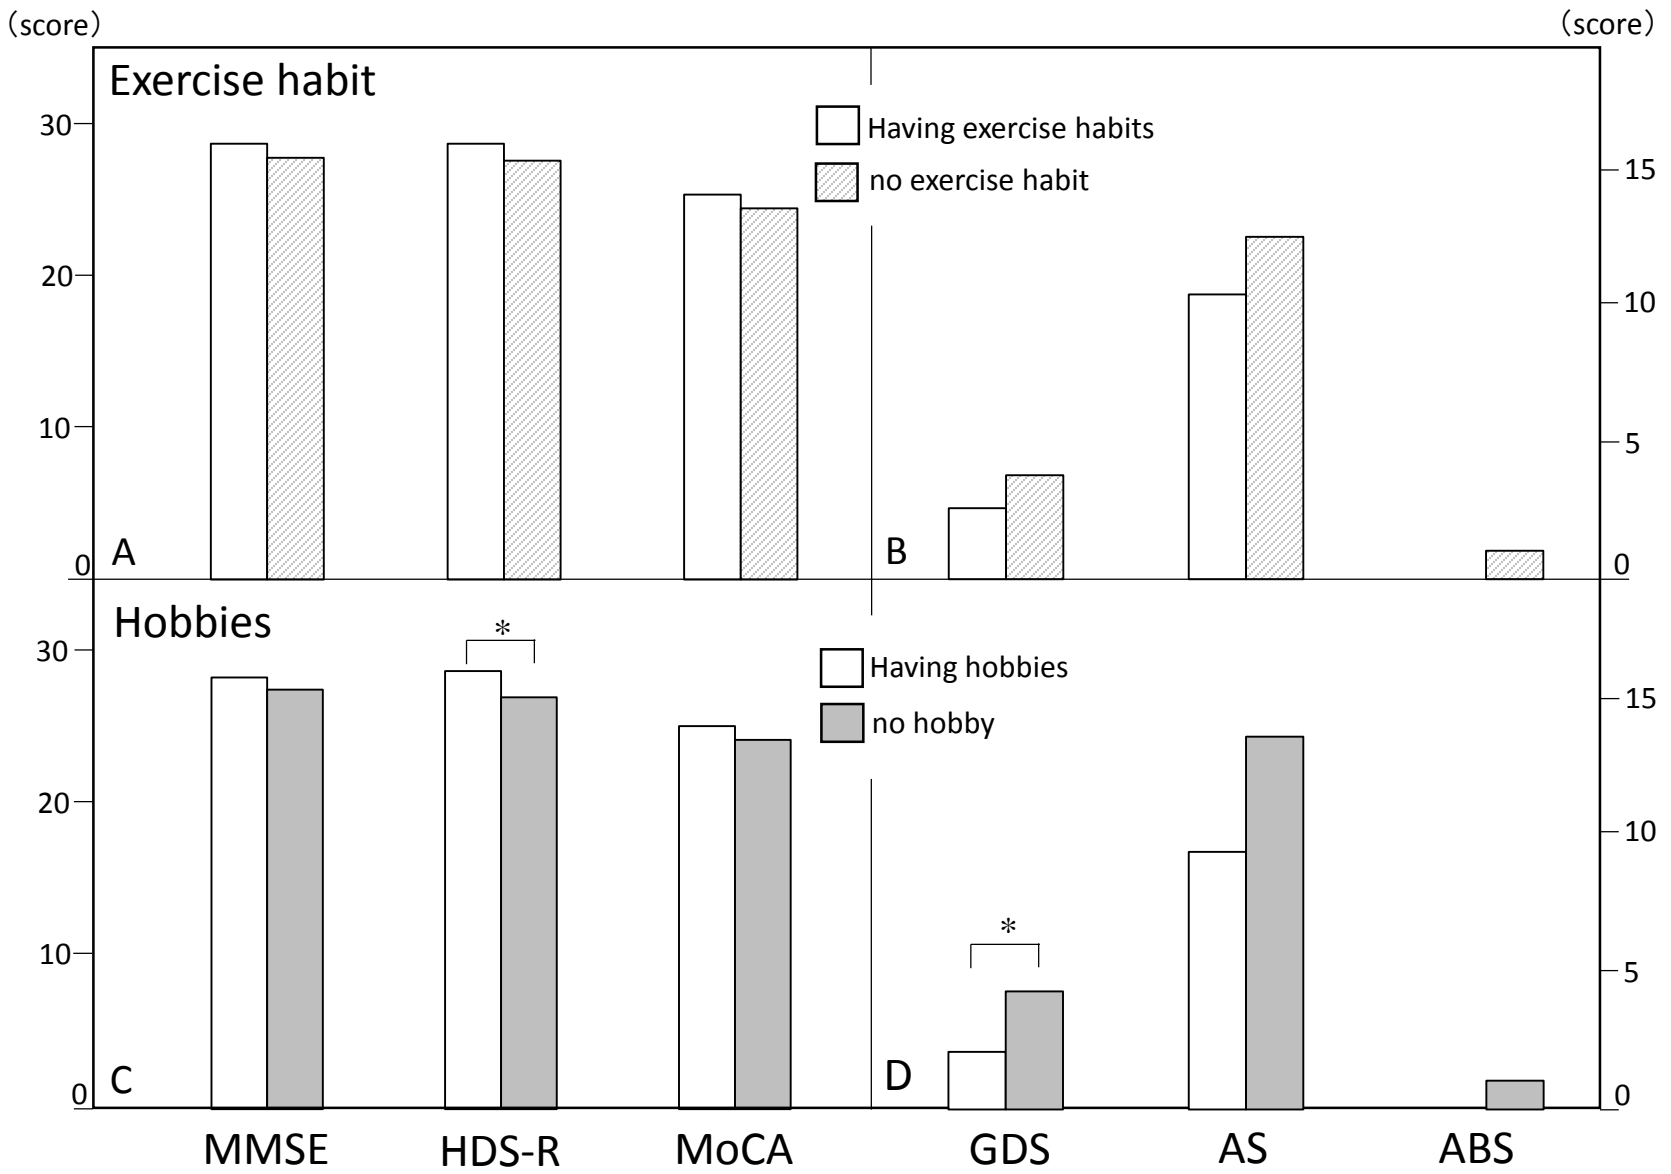 (score)
(score)
Exercise habit
30
20
10
0
A
Having exercise habits
no exercise habit
15
10
5
0
B
Hobbies
*
30
20
10
0
C
Having hobbies
no hobby
*
15
10
5
0
D
MMSE
HDS-R
MoCA
GDS
AS
ABS